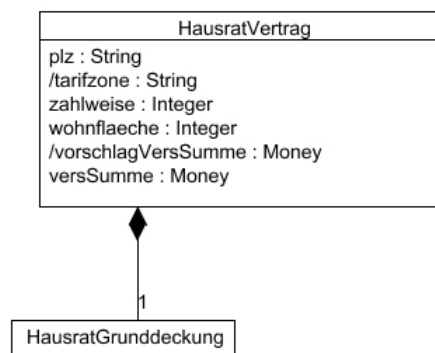 HausratVertrag
plz : String
/tarifzone : String
zahlweise : Integer
wohnflaeche : Integer
/vorschlagVersSumme : Money
versSumme : Money
1
HausratGrunddeckung